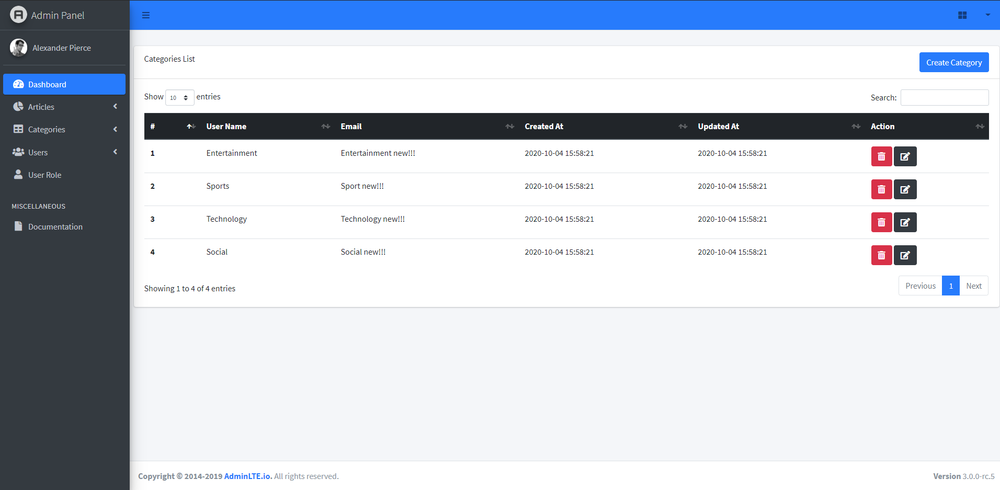 Admin Panel
Alexander Pierce
Dashboard
Articles
Categories
Users
User Role
MISCELLANEOUS
Documentation
Categories List
Create Category
Show 10 entries
Search:
# User Name Email Created At Updated At Action
1 Entertainment Entertainment new!!! 2020-10-04 15:58:21 2020-10-04 15:58:21
2 Sports Sport new!!! 2020-10-04 15:58:21 2020-10-04 15:58:21
3 Technology Technology new!!! 2020-10-04 15:58:21 2020-10-04 15:58:21
4 Social Social new!!! 2020-10-04 15:58:21 2020-10-04 15:58:21
Showing 1 to 4 of 4 entries
Previous 1 Next
Copyright © 2014-2019 AdminLTE.io. All rights reserved.
Version 3.0.0-rc.5